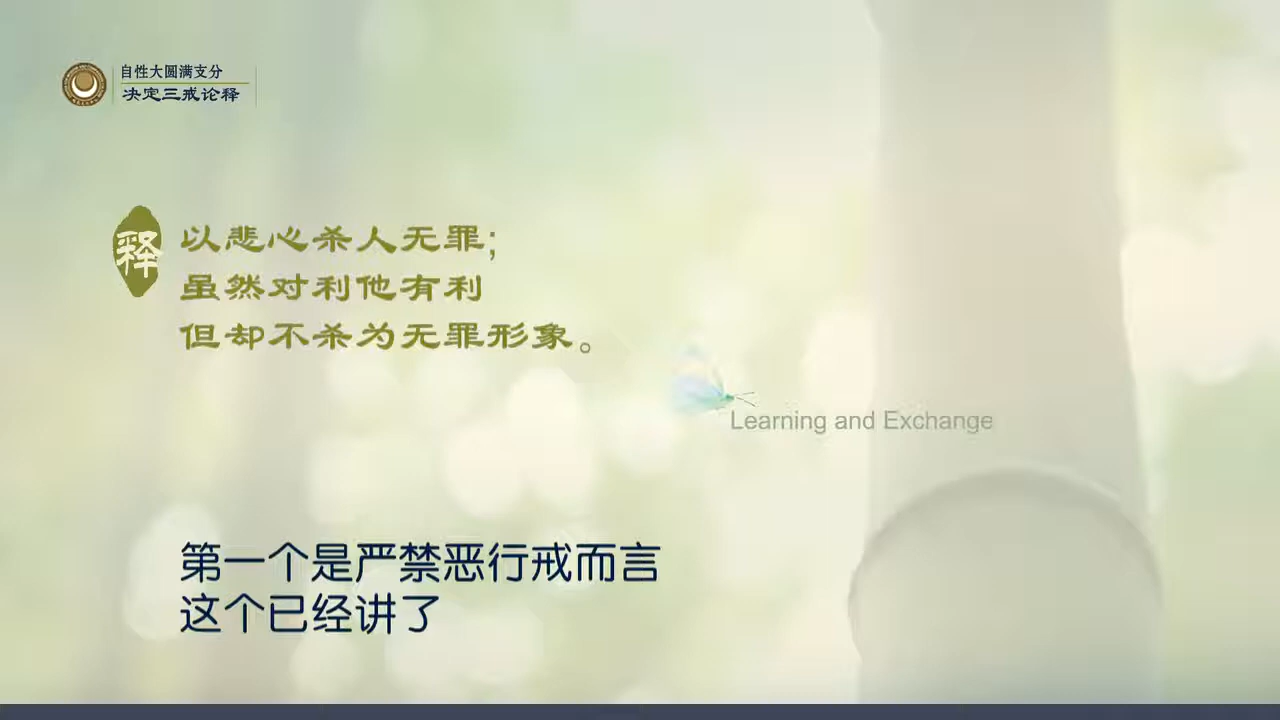 自性大圆满支分
决定三戒论释
释
以悲心杀人无罪;
虽然对利他有利
但却不杀为无罪形象。
Learning and Exchange
第一个是严禁恶行戒而言
这个已经讲了